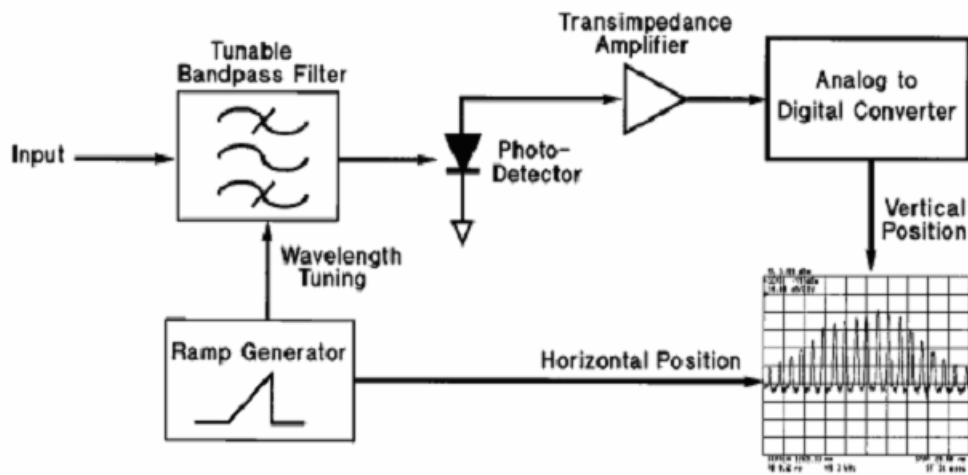 Tunable
Bandpass Filter
Transimpedance
Amplifier
Analog to
Digital Converter
Input
Photo-
Detector
Vertical
Position
Wavelength
Tuning
Ramp Generator
Horizontal Position